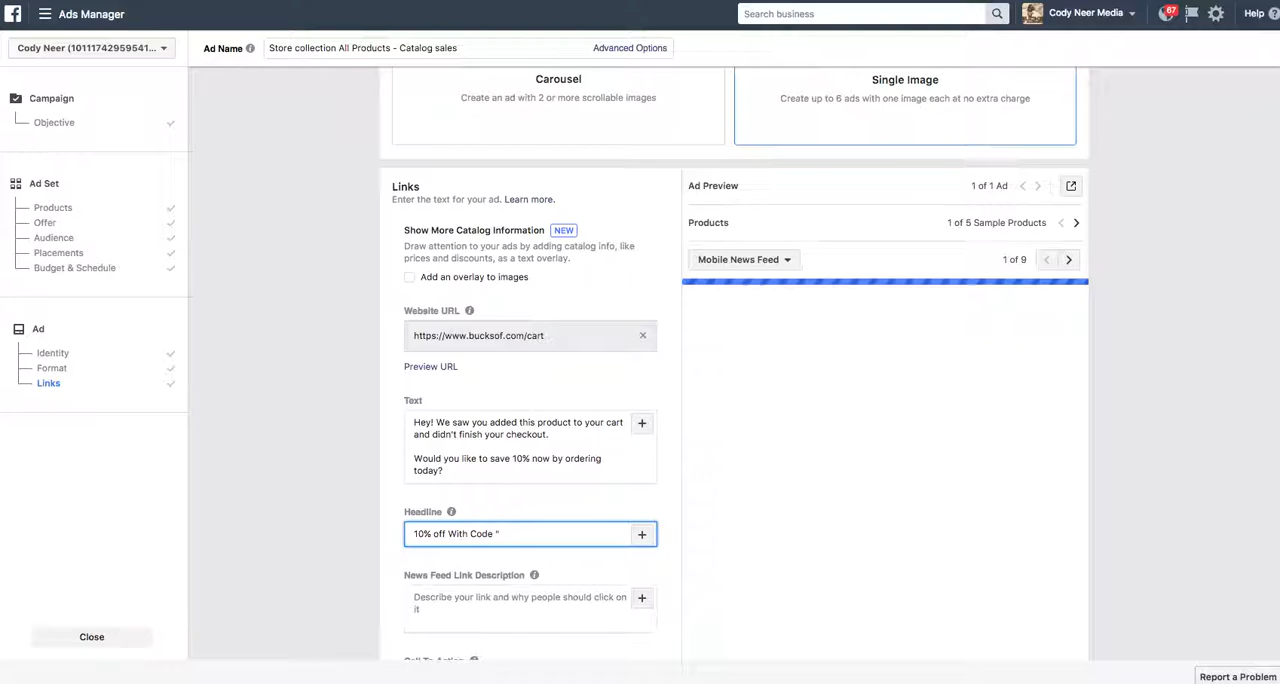 Ads Manager
Search business
Cody Neer Media
67
Help
Cody Neer (10111742959541...
Ad Name
Store collection All Products - Catalog sales
Advanced Options
Campaign
Objective
Ad Set
Products
Offer
Audience
Placements
Budget & Schedule
Ad
Identity
Format
Links
Close
Carousel
Create an ad with 2 or more scrollable images
Single Image
Create up to 6 ads with one image each at no extra charge
Links
Enter the text for your ad. Learn more.
Show More Catalog Information NEW
Draw attention to your ads by adding catalog info, like
prices and discounts, as a text overlay.
Add an overlay to images
Website URL
https://www.bucksof.com/cart
Preview URL
Text
Hey! We saw you added this product to your cart
and didn't finish your checkout.
Would you like to save 10% now by ordering
today?
Headline
10% off With Code "
News Feed Link Description
Describe your link and why people should click on
it
Call To Action
Ad Preview
1 of 1 Ad
Products
1 of 5 Sample Products
Mobile News Feed
1 of 9
Report a Problem